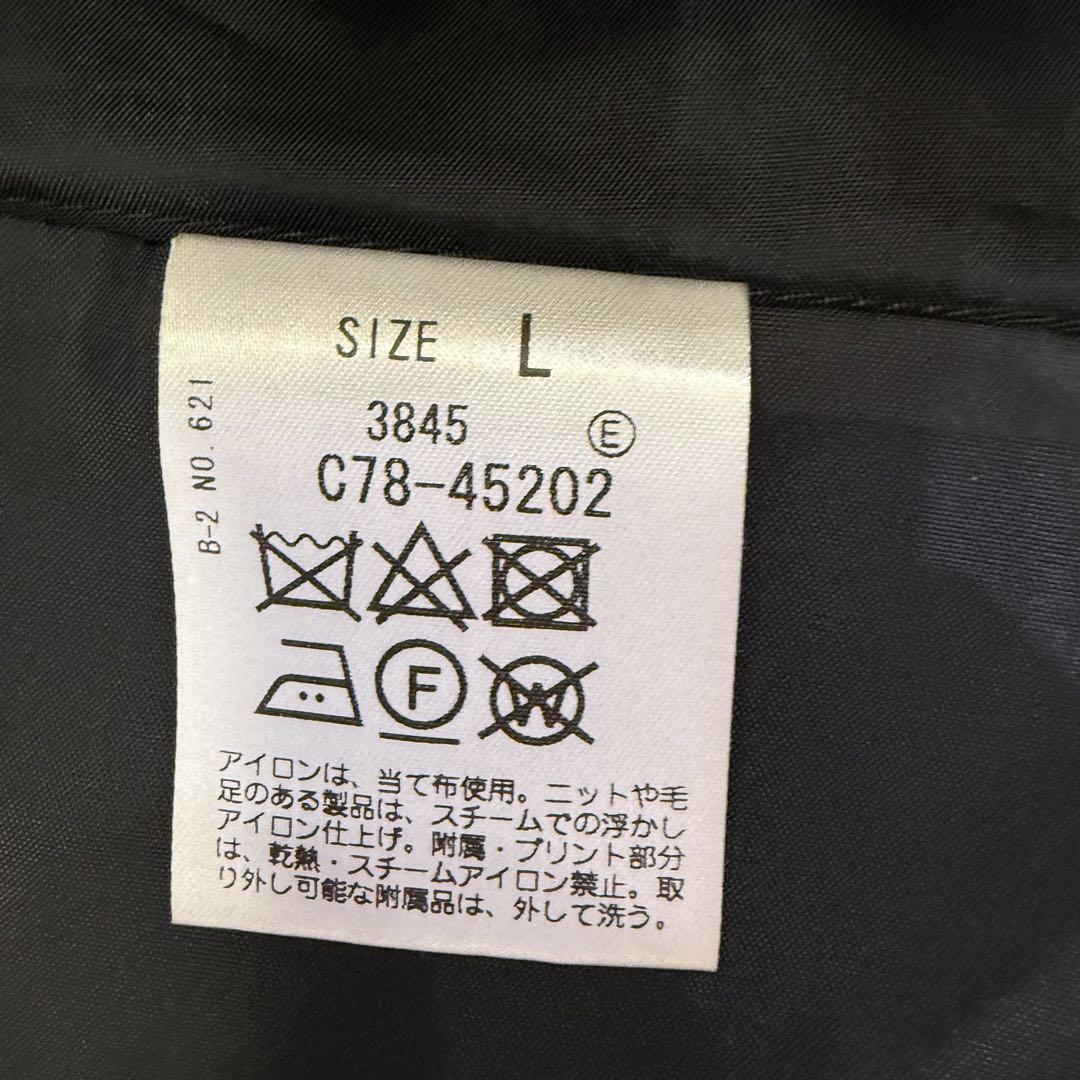 SIZE L
3845 Ⓔ
C78-45202
B-2 NO.621
F
W
アイロンは、当て布使用。ニットや毛
足のある製品は、スチームでの浮かし
アイロン仕上げ。附属・プリント部分
は、乾熱・スチームアイロン禁止。取
り外し可能な附属品は、外して洗う。